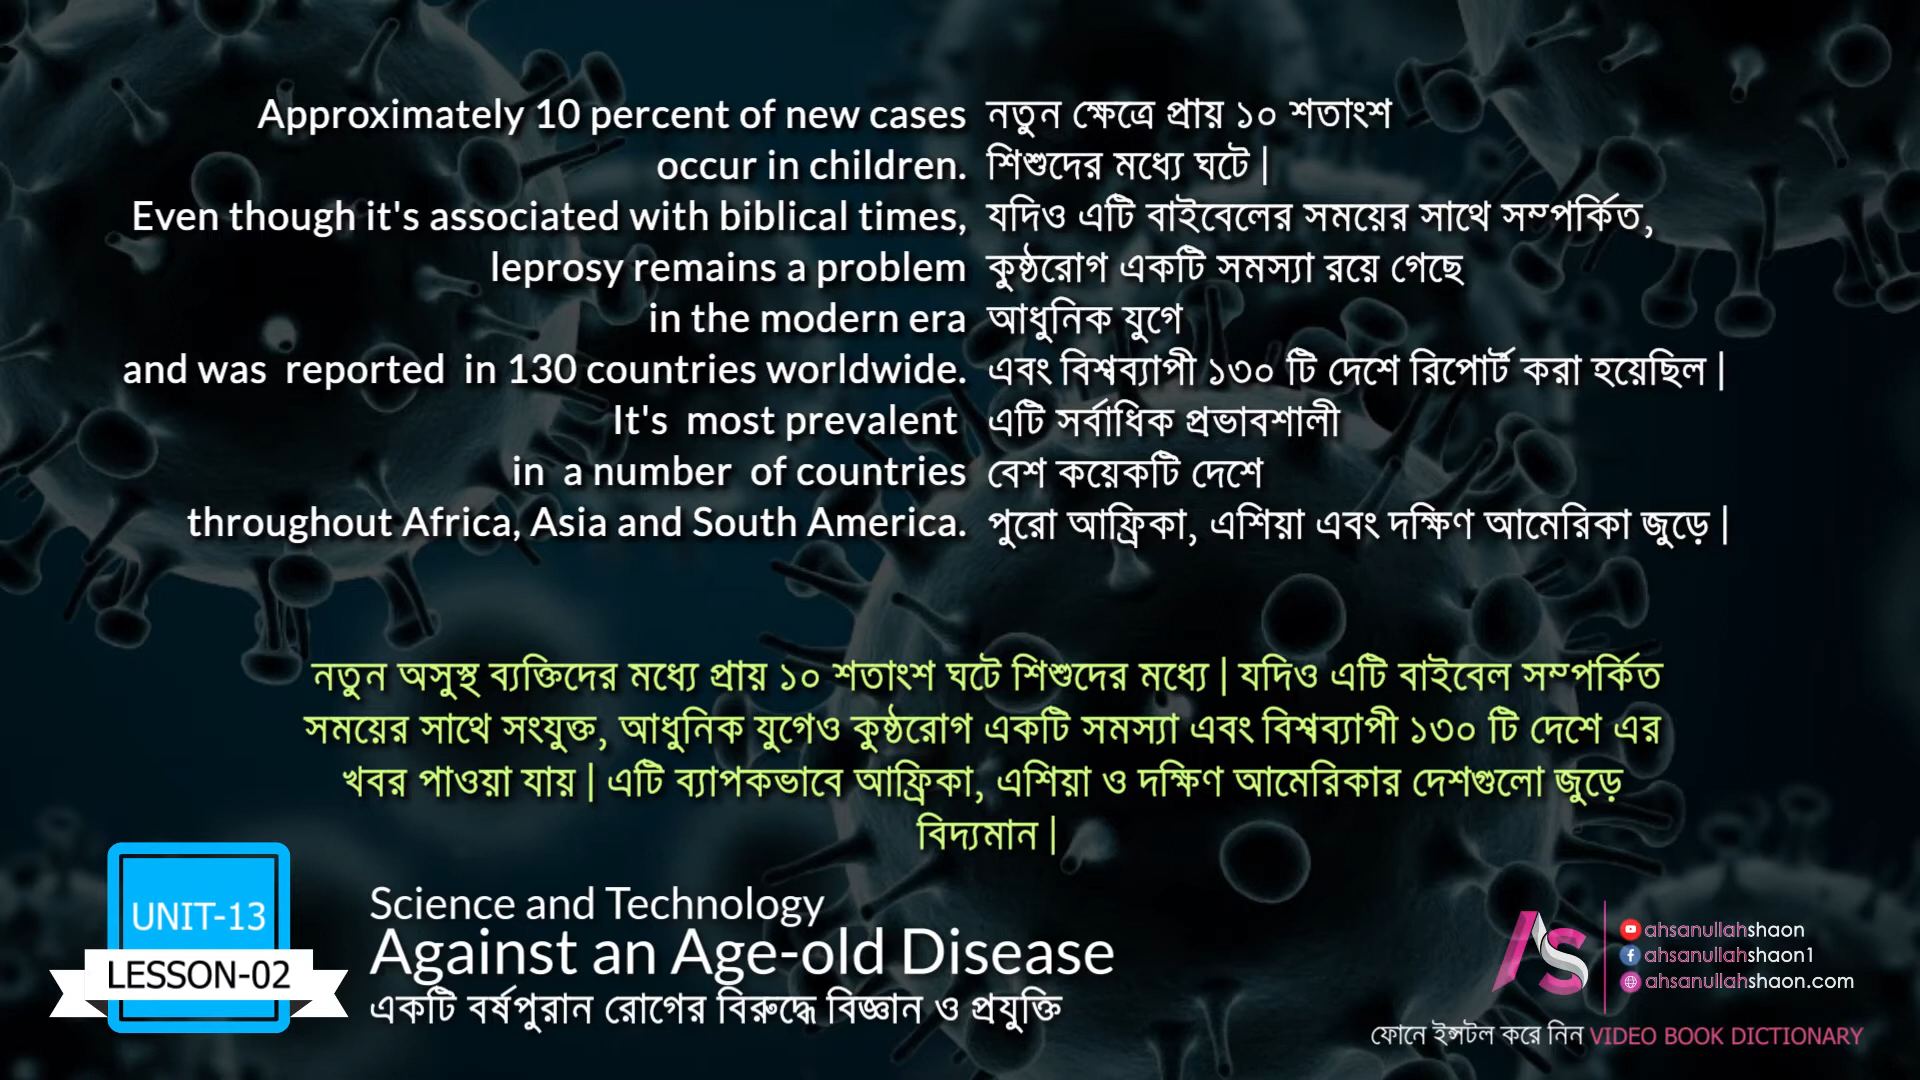 Approximately 10 percent of new cases নতুন ক্ষেত্রে প্রায় ১০ শতাংশ
occur in children. শিশুদের মধ্যে ঘটে |
Even though it's associated with biblical times, যদিও এটি বাইবেলের সময়ের সাথে সম্পর্কিত,
leprosy remains a problem কুষ্ঠরোগ একটি সমস্যা রয়ে গেছে
in the modern era আধুনিক যুগে
and was reported in 130 countries worldwide. এবং বিশ্বব্যাপী ১৩০ টি দেশে রিপোর্ট করা হয়েছিল |
It's most prevalent এটি সর্বাধিক প্রভাবশালী
in a number of countries বেশ কয়েকটি দেশে
throughout Africa, Asia and South America. পুরো আফ্রিকা, এশিয়া এবং দক্ষিণ আমেরিকা জুড়ে |
নতুন অসুস্থ ব্যক্তিদের মধ্যে প্রায় ১০ শতাংশ ঘটে শিশুদের মধ্যে | যদিও এটি বাইবেল সম্পর্কিত
সময়ের সাথে সংযুক্ত, আধুনিক যুগেও কুষ্ঠরোগ একটি সমস্যা এবং বিশ্বব্যাপী ১৩০ টি দেশে এর
খবর পাওয়া যায় | এটি ব্যাপকভাবে আফ্রিকা, এশিয়া ও দক্ষিণ আমেরিকার দেশগুলো জুড়ে
বিদ্যমান |
UNIT-13
LESSON-02
Science and Technology
Against an Age-old Disease
একটি বর্ষপুরান রোগের বিরুদ্ধে বিজ্ঞান ও প্রযুক্তি
AS
ahsanullahshaon
ahsanullahshaon1
ahsanullahshaon.com
ফোনে ইন্সটল করে নিন VIDEO BOOK DICTIONARY